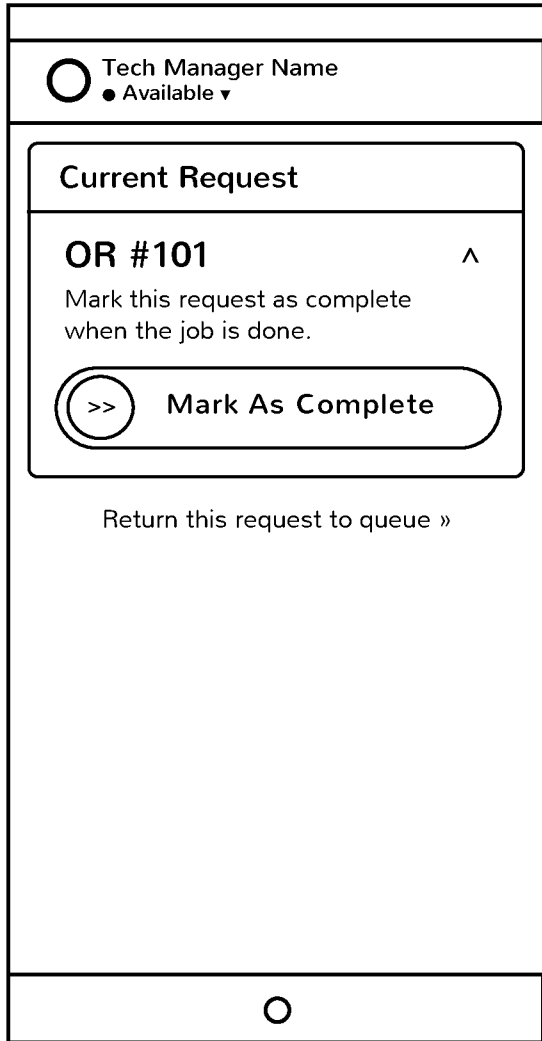 Tech Manager Name
● Available ▾
Current Request
OR #101
^
Mark this request as complete
when the job is done.
>> Mark As Complete
Return this request to queue »